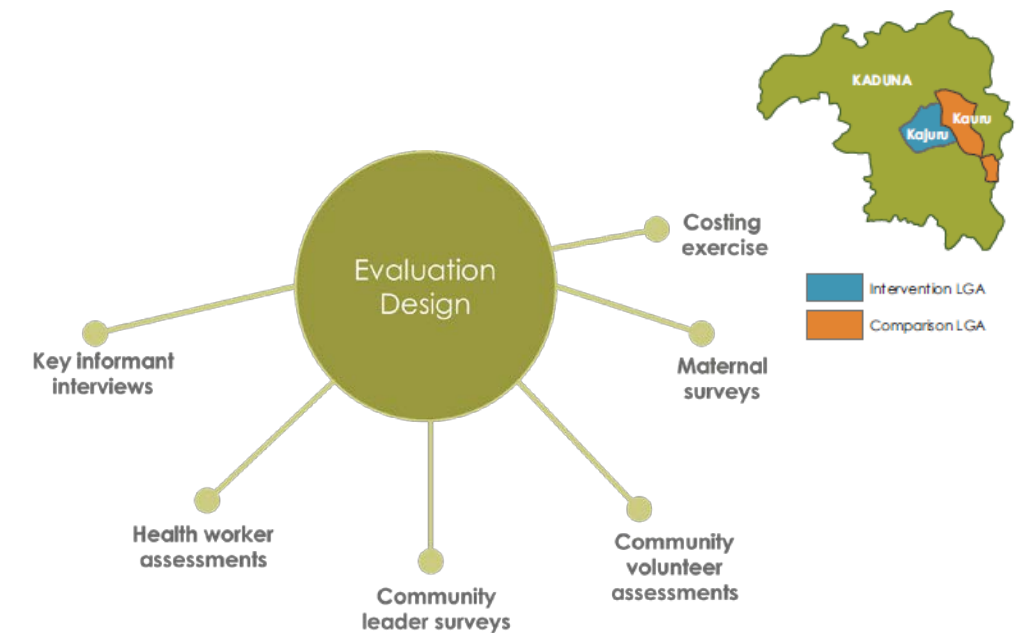 KADUNA
Kauru
Kajuru
Evaluation
Design
Costing
exercise
Intervention LGA
Comparison LGA
Key informant
interviews
Maternal
surveys
Health worker
assessments
Community
volunteer
assessments
Community
leader surveys